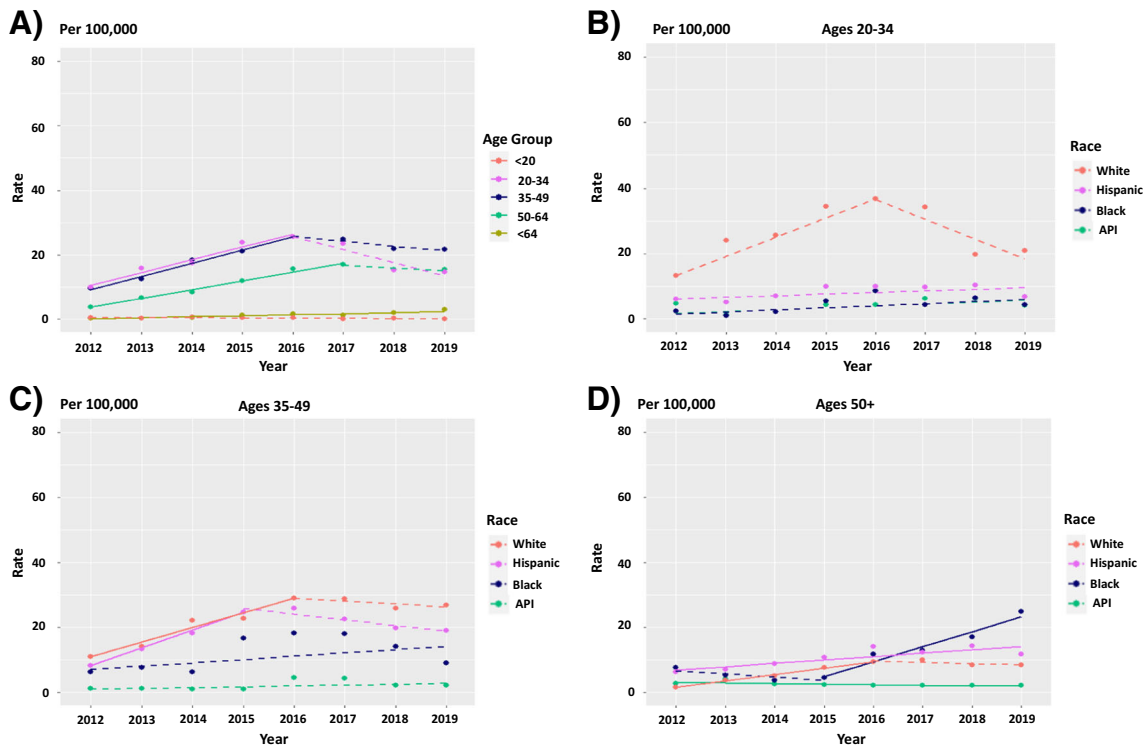 A)
Per 100,000
80
60
40
20
0
Rate
2012 2013 2014 2015 2016 2017 2018 2019
Year
Age Group
<20
20-34
35-49
50-64
<64
B)
Per 100,000 Ages 20-34
80
60
40
20
0
Rate
2012 2013 2014 2015 2016 2017 2018 2019
Year
Race
White
Hispanic
Black
API
C)
Per 100,000 Ages 35-49
80
60
40
20
0
Rate
2012 2013 2014 2015 2016 2017 2018 2019
Year
Race
White
Hispanic
Black
API
D)
Per 100,000 Ages 50+
80
60
40
20
0
Rate
2012 2013 2014 2015 2016 2017 2018 2019
Year
Race
White
Hispanic
Black
API